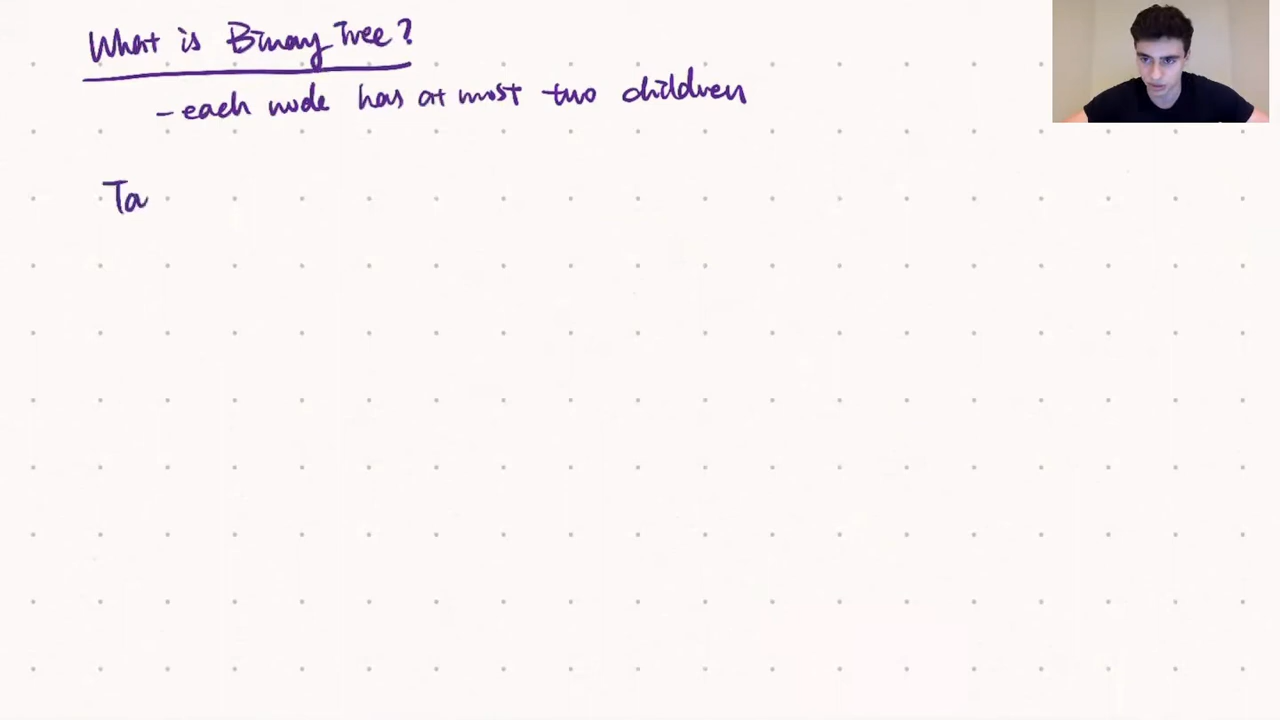 What is Binary Tree?
- each node has at most two children
Ta